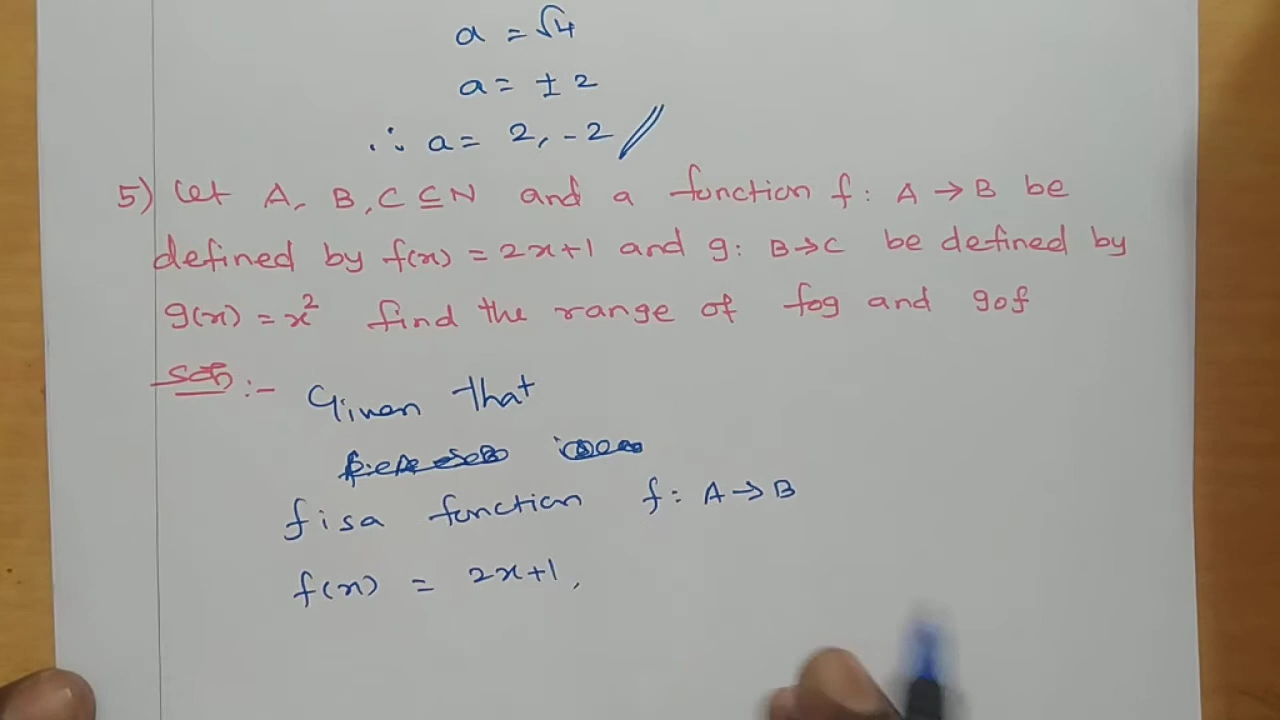 a = √4
a = ± 2
∴ a = 2, -2 //
5) Let A, B, C ⊆ N and a function f: A → B be
defined by f(x) = 2x+1 and g: B→C be defined by
g(x) = x² find the range of fog and gof
Soln :-
Given that
f is a function f: A → B
f(x) = 2x+1,